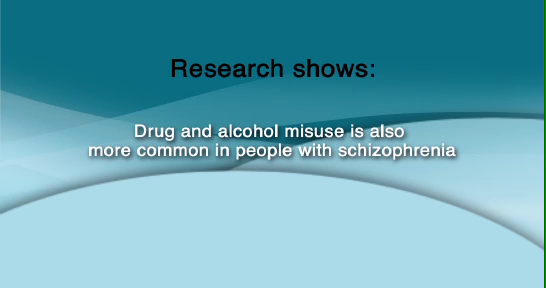 Research shows:
Drug and alcohol misuse is also
more common in people with schizophrenia